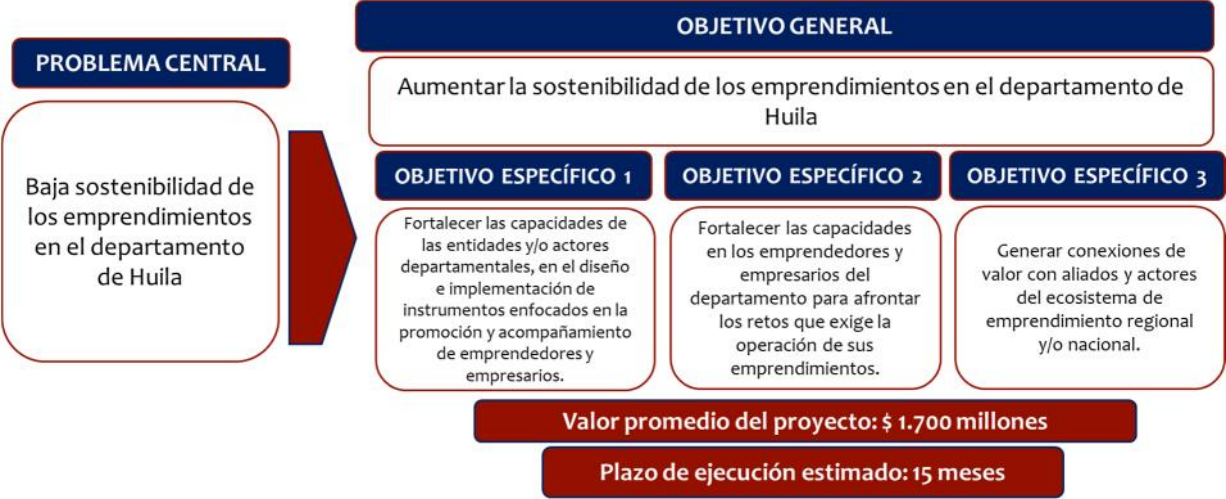 PROBLEMA CENTRAL
Baja sostenibilidad de
los emprendimientos
en el departamento
de Huila
OBJETIVO GENERAL
Aumentar la sostenibilidad de los emprendimientos en el departamento de
Huila
OBJETIVO ESPECÍFICO 1
Fortalecer las capacidades de
las entidades y/o actores
departamentales, en el diseño
e implementación de
instrumentos enfocados en la
promoción y acompañamiento
de emprendedores y
empresarios.
OBJETIVO ESPECÍFICO 2
Fortalecer las capacidades
en los emprendedores y
empresarios del
departamento para afrontar
los retos que exige la
operación de sus
emprendimientos.
OBJETIVO ESPECÍFICO 3
Generar conexiones de
valor con aliados y actores
del ecosistema de
emprendimiento regional
y/o nacional.
Valor promedio del proyecto: $ 1.700 millones
Plazo de ejecución estimado: 15 meses